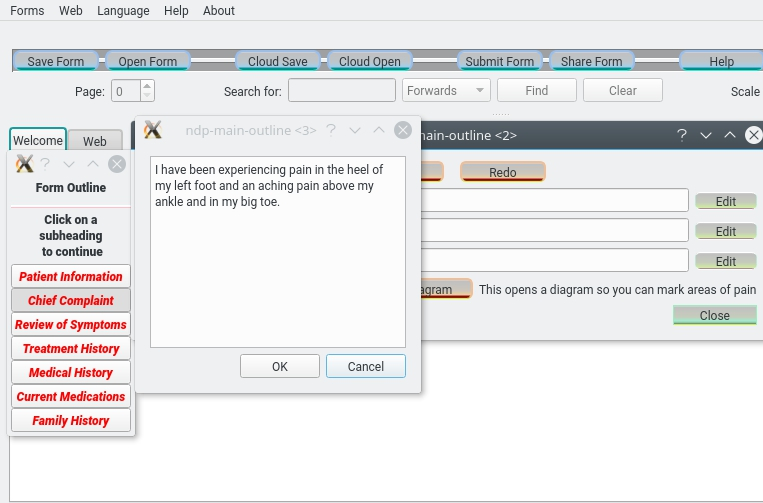 Forms Web Language Help About
Save Form Open Form Cloud Save Cloud Open Submit Form Share Form Help
Page: 0 Search for: Forwards Find Clear Scale
Welcome Web
ndp-main-outline <3>
ain-outline <2>
Form Outline
Click on a
subheading
to continue
Patient Information
Chief Complaint
Review of Symptoms
Treatment History
Medical History
Current Medications
Family History
I have been experiencing pain in the heel of
my left foot and an aching pain above my
ankle and in my big toe.
OK Cancel
Redo
Edit
Edit
Edit
agram This opens a diagram so you can mark areas of pain
Close